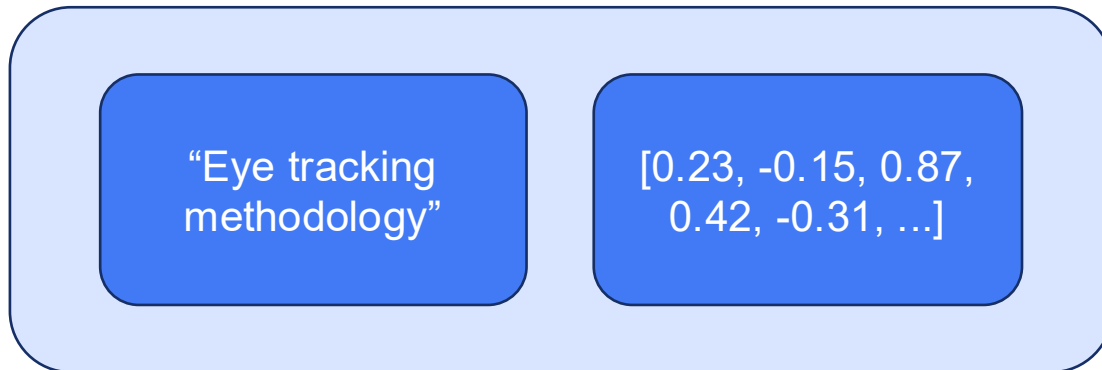 “Eye tracking
methodology”
[0.23, -0.15, 0.87,
0.42, -0.31, ...]